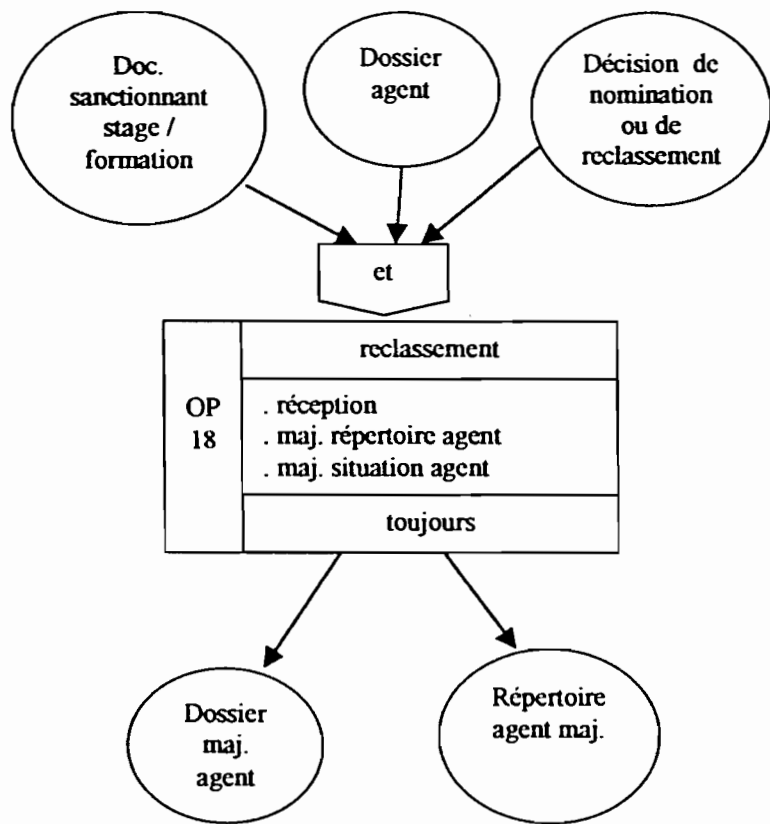 Doc.
sanctionnant
stage /
formation
Dossier
agent
Décision de
nomination
ou de
reclassement
et
reclassement
OP
18
. réception
. maj. répertoire agent
. maj. situation agent
toujours
Dossier
maj.
agent
Répertoire
agent maj.